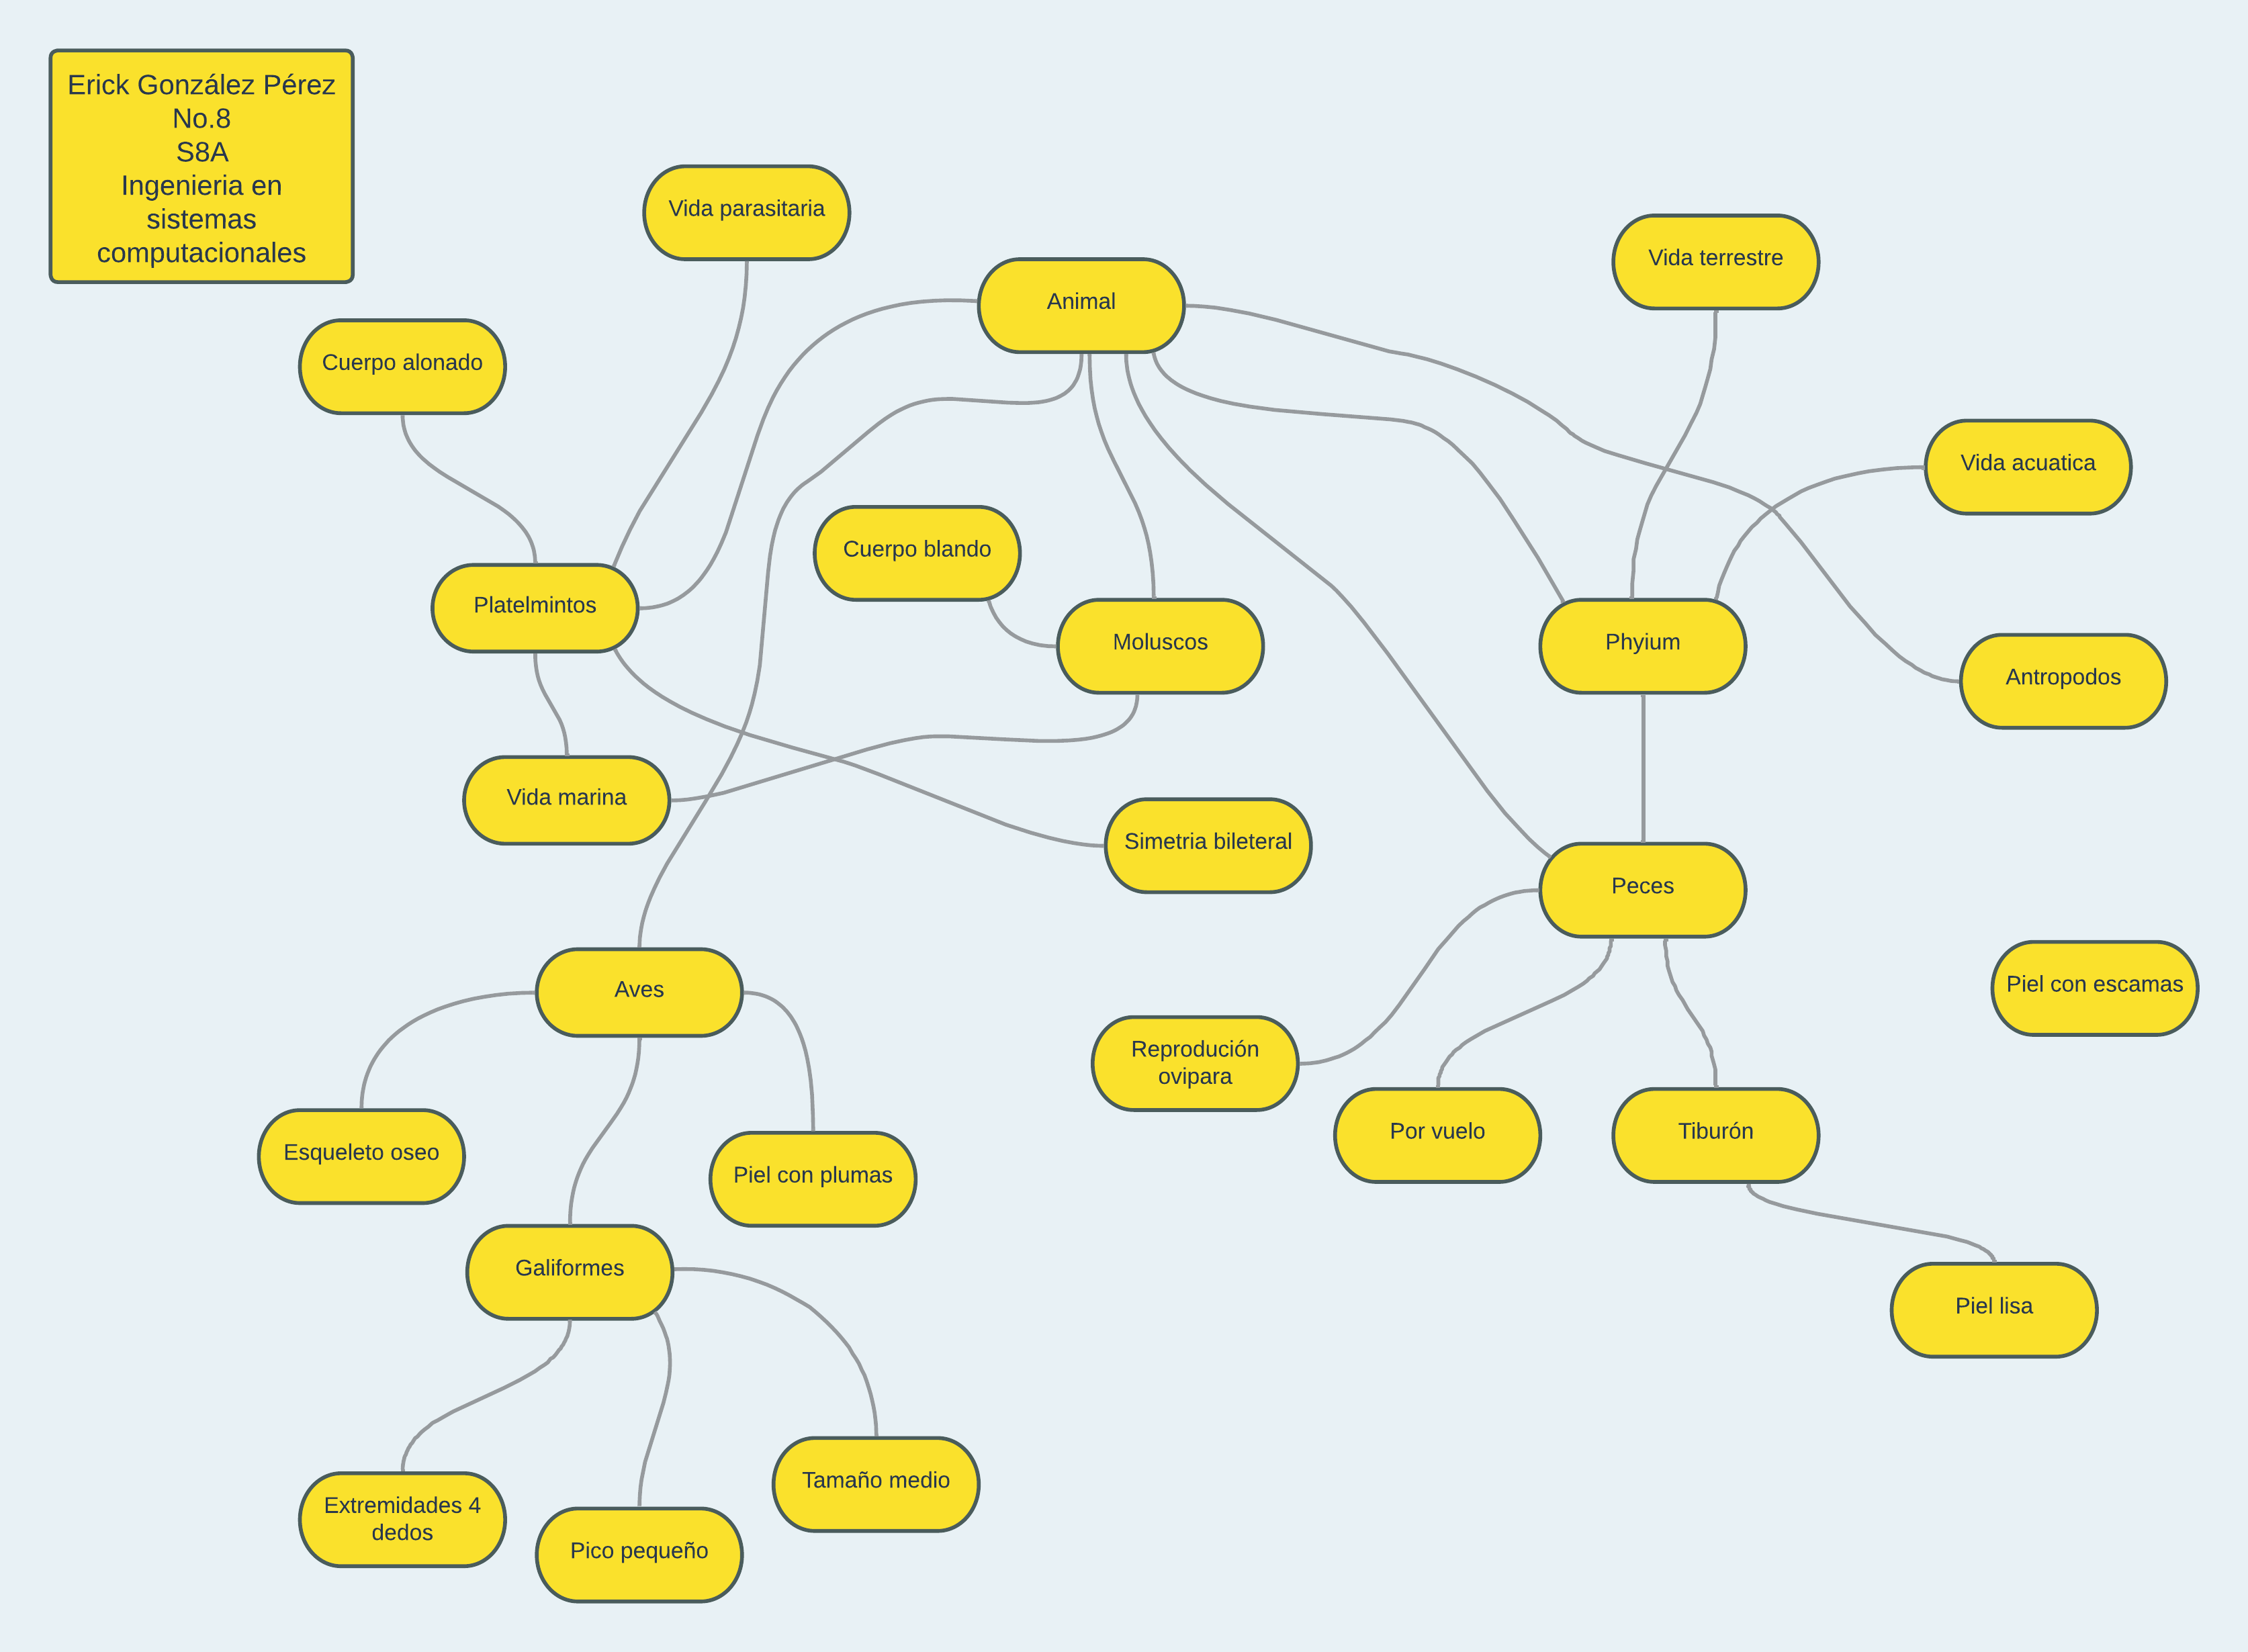 Erick González Pérez
No.8
S8A
Ingenieria en
sistemas
computacionales
Vida parasitaria
Vida terrestre
Animal
Cuerpo alonado
Vida acuatica
Cuerpo blando
Platelmintos
Moluscos
Phyium
Antropodos
Vida marina
Simetria bileteral
Peces
Piel con escamas
Aves
Reprodución
ovipara
Por vuelo
Tiburón
Esqueleto oseo
Piel con plumas
Galiformes
Piel lisa
Tamaño medio
Extremidades 4
dedos
Pico pequeño